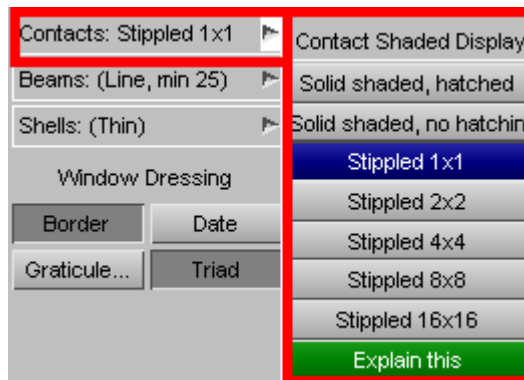 Contacts: Stippled 1x1
Beams: (Line, min 25)
Shells: (Thin)
Window Dressing
Border
Date
Graticule...
Triad
Contact Shaded Display
Solid shaded, hatched
Solid shaded, no hatchin
Stippled 1x1
Stippled 2x2
Stippled 4x4
Stippled 8x8
Stippled 16x16
Explain this